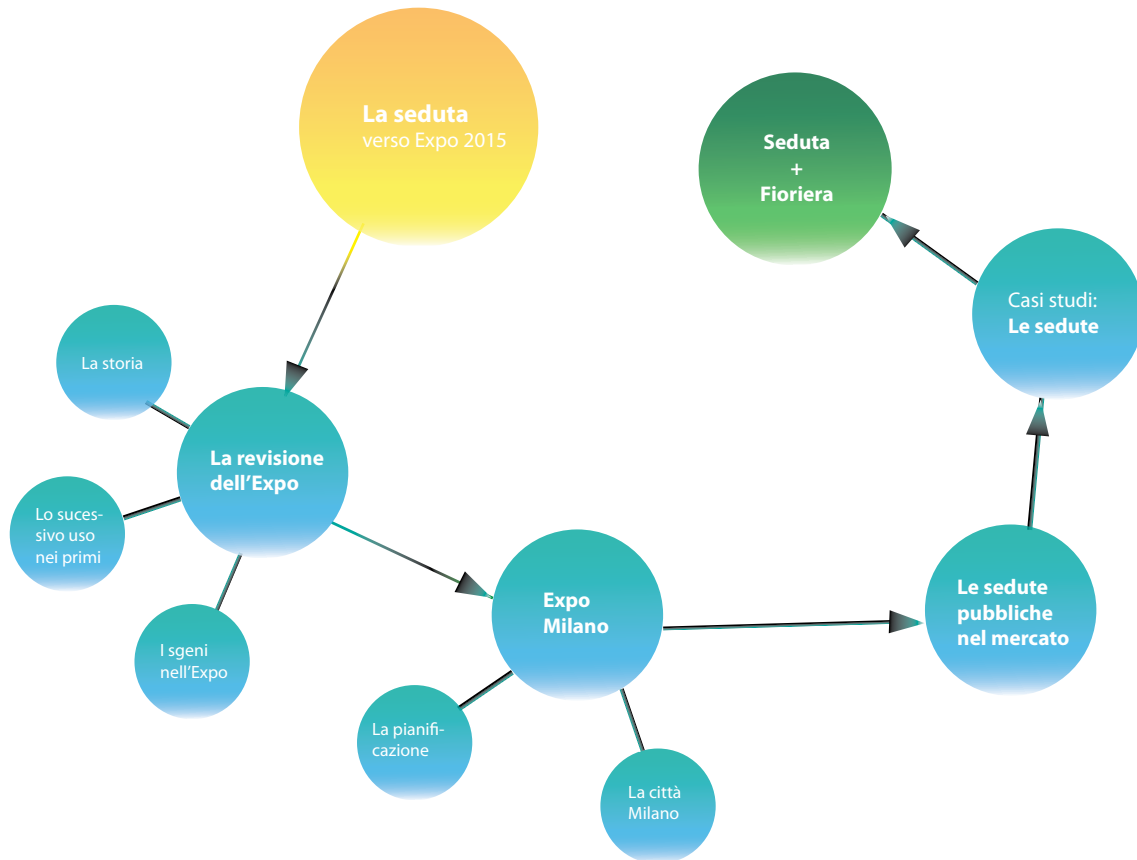 La seduta
verso Expo 2015
La storia
La revisione
dell'Expo
Lo suces-
sivo uso
nei primi
I sgeni
nell'Expo
Expo
Milano
La pianifi-
cazione
La città
Milano
Le sedute
pubbliche
nel mercato
Casi studi:
Le sedute
Seduta
+
Fioriera